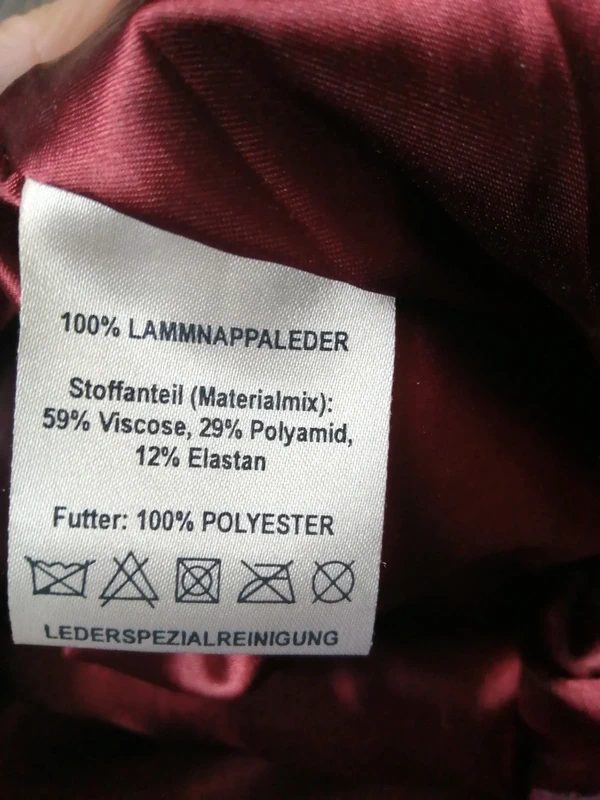 100% LAMMNAPPALEDER
Stoffanteil (Materialmix):
59% Viscose, 29% Polyamid,
12% Elastan
Futter: 100% POLYESTER
LEDERSPEZIALREINIGUNG